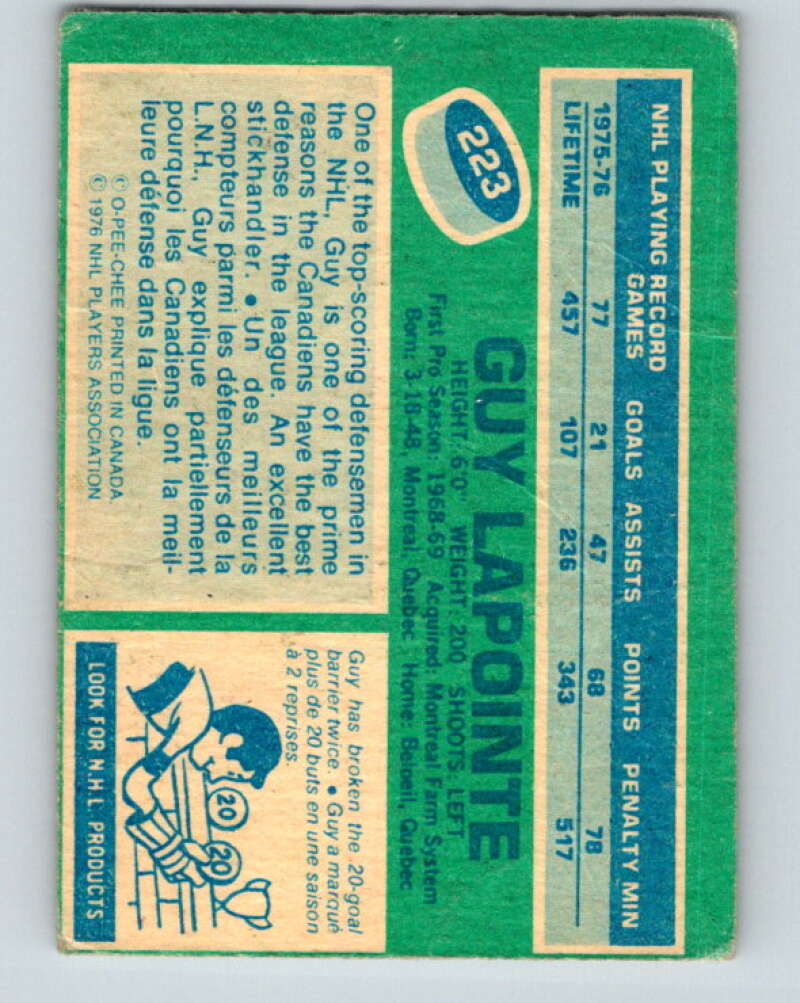 NHL PLAYING RECORD
GAMES GOALS ASSISTS POINTS PENALTY MIN
1975-76 77 21 47 68 78
LIFETIME 457 107 236 343 517
223
GUY LAPOINTE
HEIGHT: 6'0" WEIGHT: 200 SHOOTS: LEFT
First Pro Season: 1968-69 Acquired: Montreal Farm System
Born: 3-18-48, Montreal, Quebec Home: Beloeil, Quebec
One of the top-scoring defensemen in
the NHL, Guy is one of the prime
reasons the Canadiens have the best
defense in the league. An excellent
stickhandler. • Un des meilleurs
compteurs parmi les défenseurs de la
L.N.H., Guy explique partiellement
pourquoi les Canadiens ont la meil-
leure défense dans la ligue.
© O-PEE-CHEE PRINTED IN CANADA.
© 1976 NHL PLAYERS ASSOCIATION
Guy has broken the 20-goal
barrier twice. • Guy a marqué
plus de 20 buts en une saison
à 2 reprises.
20
20
LOOK FOR N.H.L. PRODUCTS